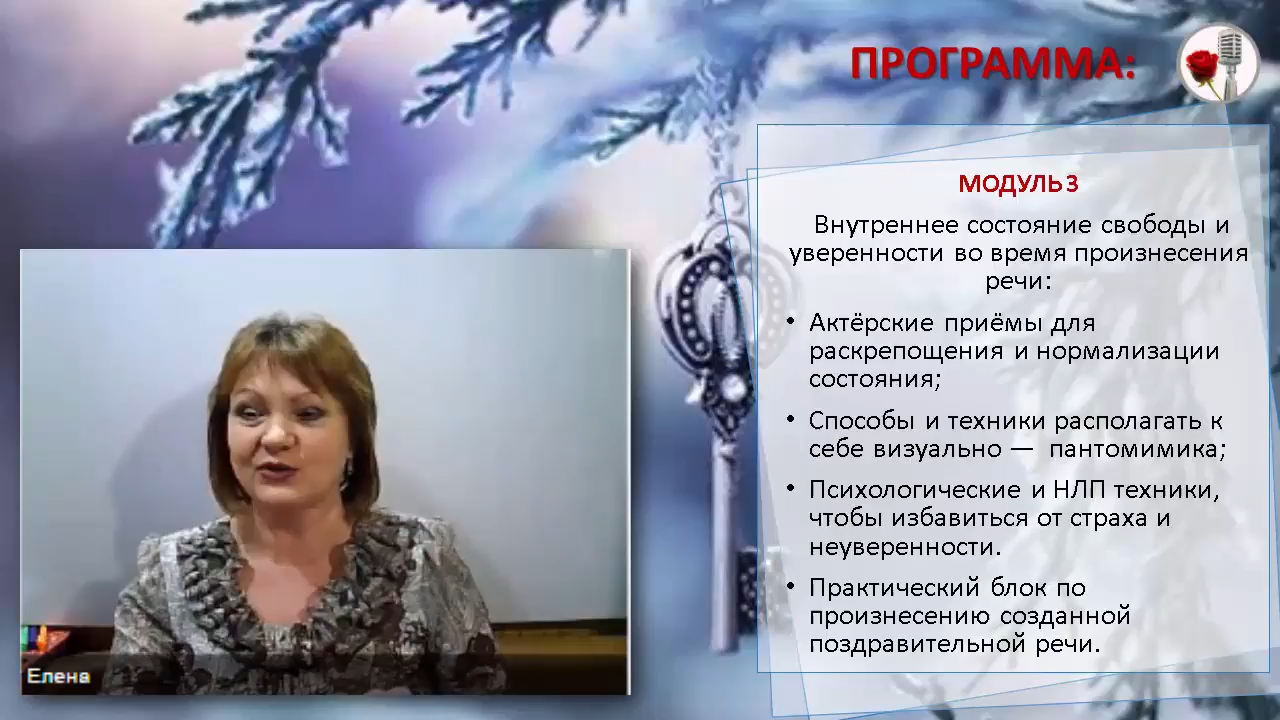 ПРОГРАММА:
МОДУЛЬ 3
Внутреннее состояние свободы и
уверенности во время произнесения
речи:
• Актёрские приёмы для
раскрепощения и нормализации
состояния;
• Способы и техники располагать к
себе визуально — пантомимика;
• Психологические и НЛП техники,
чтобы избавиться от страха и
неуверенности.
• Практический блок по
произнесению созданной
поздравительной речи.
Елена